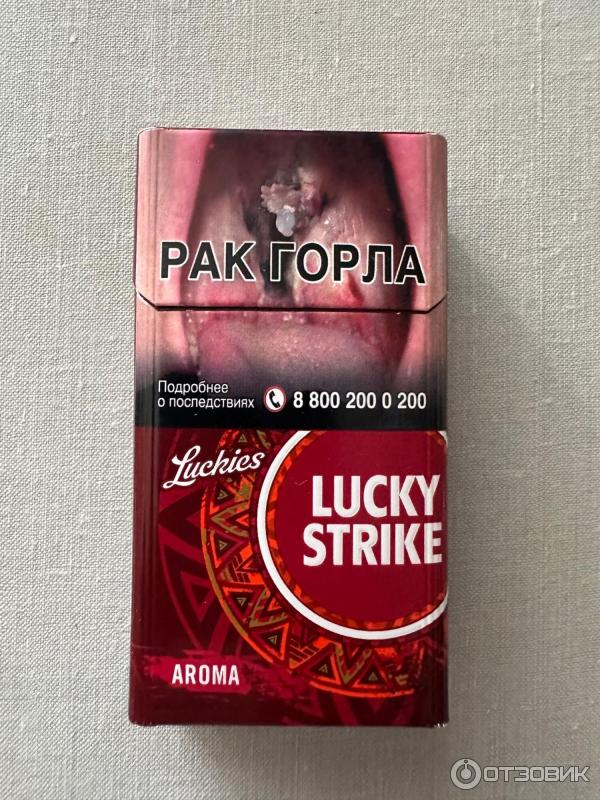 РАК ГОРЛА
Подробнее
о последствиях
8 800 200 0 200
Luckies
LUCKY
STRIKE
AROMA
ОТЗОВИК